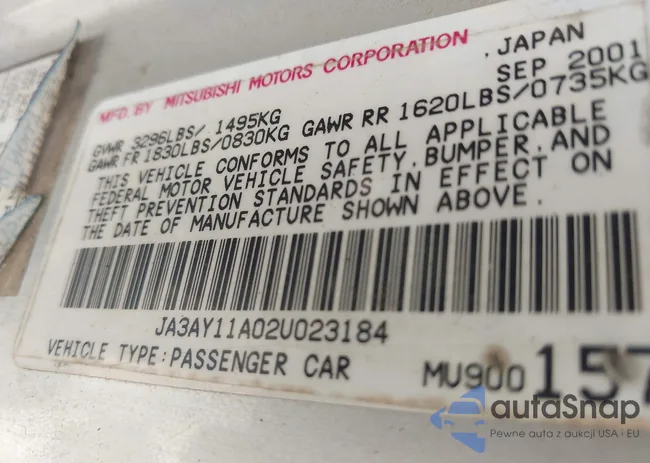 MFD. BY MITSUBISHI MOTORS CORPORATION , JAPAN
SEP 2001
GVWR 3296LBS/ 1495KG
GAWR FR 1830LBS/0830KG GAWR RR 1620LBS/0735KG
THIS VEHICLE CONFORMS TO ALL APPLICABLE
FEDERAL MOTOR VEHICLE SAFETY, BUMPER, AND
THEFT PREVENTION STANDARDS IN EFFECT ON
THE DATE OF MANUFACTURE SHOWN ABOVE.
JA3AY11A02U023184
VEHICLE TYPE: PASSENGER CAR
MU900157
autaSnap
Pewne auta z aukcji USA i EU